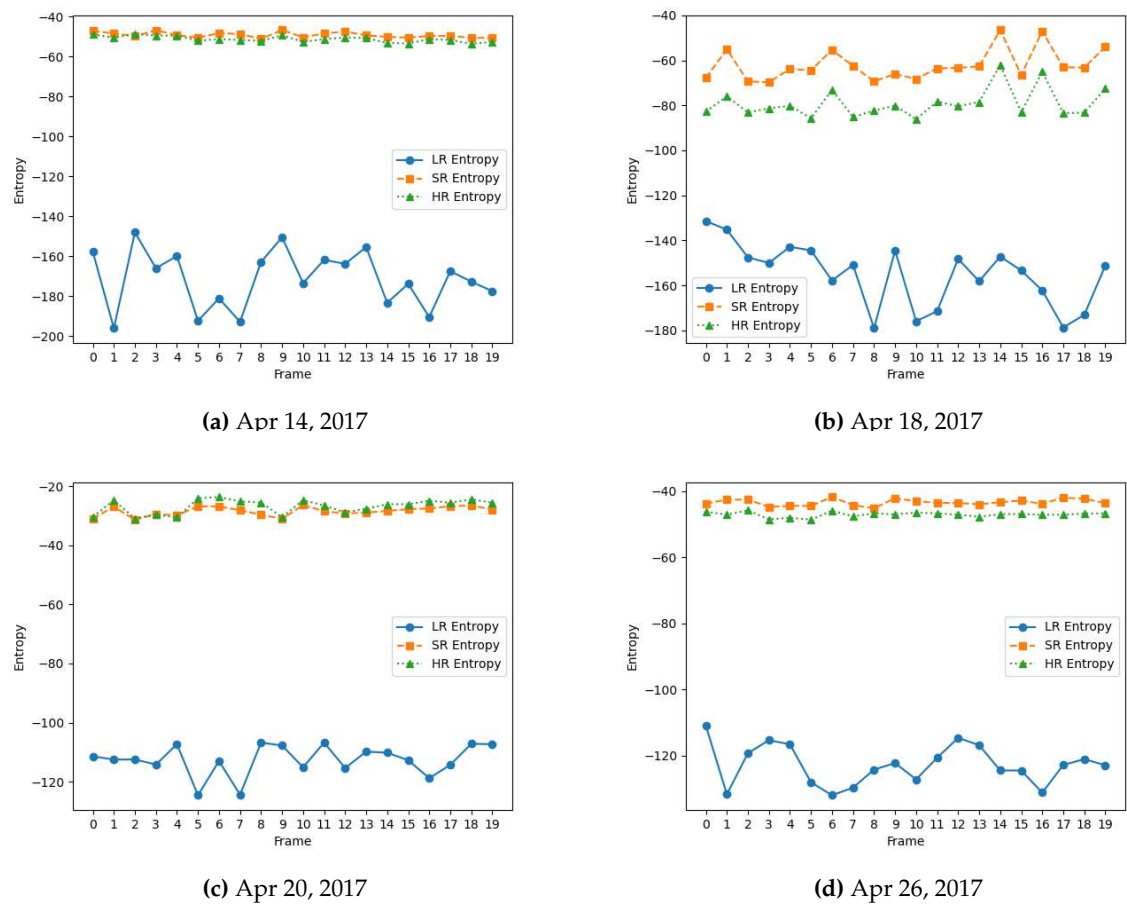 −40
−60
−80
−100
−120
−140
−160
−180
−200
Entropy
LR Entropy
SR Entropy
HR Entropy
0 1 2 3 4 5 6 7 8 9 10 11 12 13 14 15 16 17 18 19
Frame
(a) Apr 14, 2017
−40
−60
−80
−100
−120
−140
−160
−180
Entropy
LR Entropy
SR Entropy
HR Entropy
0 1 2 3 4 5 6 7 8 9 10 11 12 13 14 15 16 17 18 19
Frame
(b) Apr 18, 2017
−20
−40
−60
−80
−100
−120
Entropy
LR Entropy
SR Entropy
HR Entropy
0 1 2 3 4 5 6 7 8 9 10 11 12 13 14 15 16 17 18 19
Frame
(c) Apr 20, 2017
−40
−60
−80
−100
−120
Entropy
LR Entropy
SR Entropy
HR Entropy
0 1 2 3 4 5 6 7 8 9 10 11 12 13 14 15 16 17 18 19
Frame
(d) Apr 26, 2017